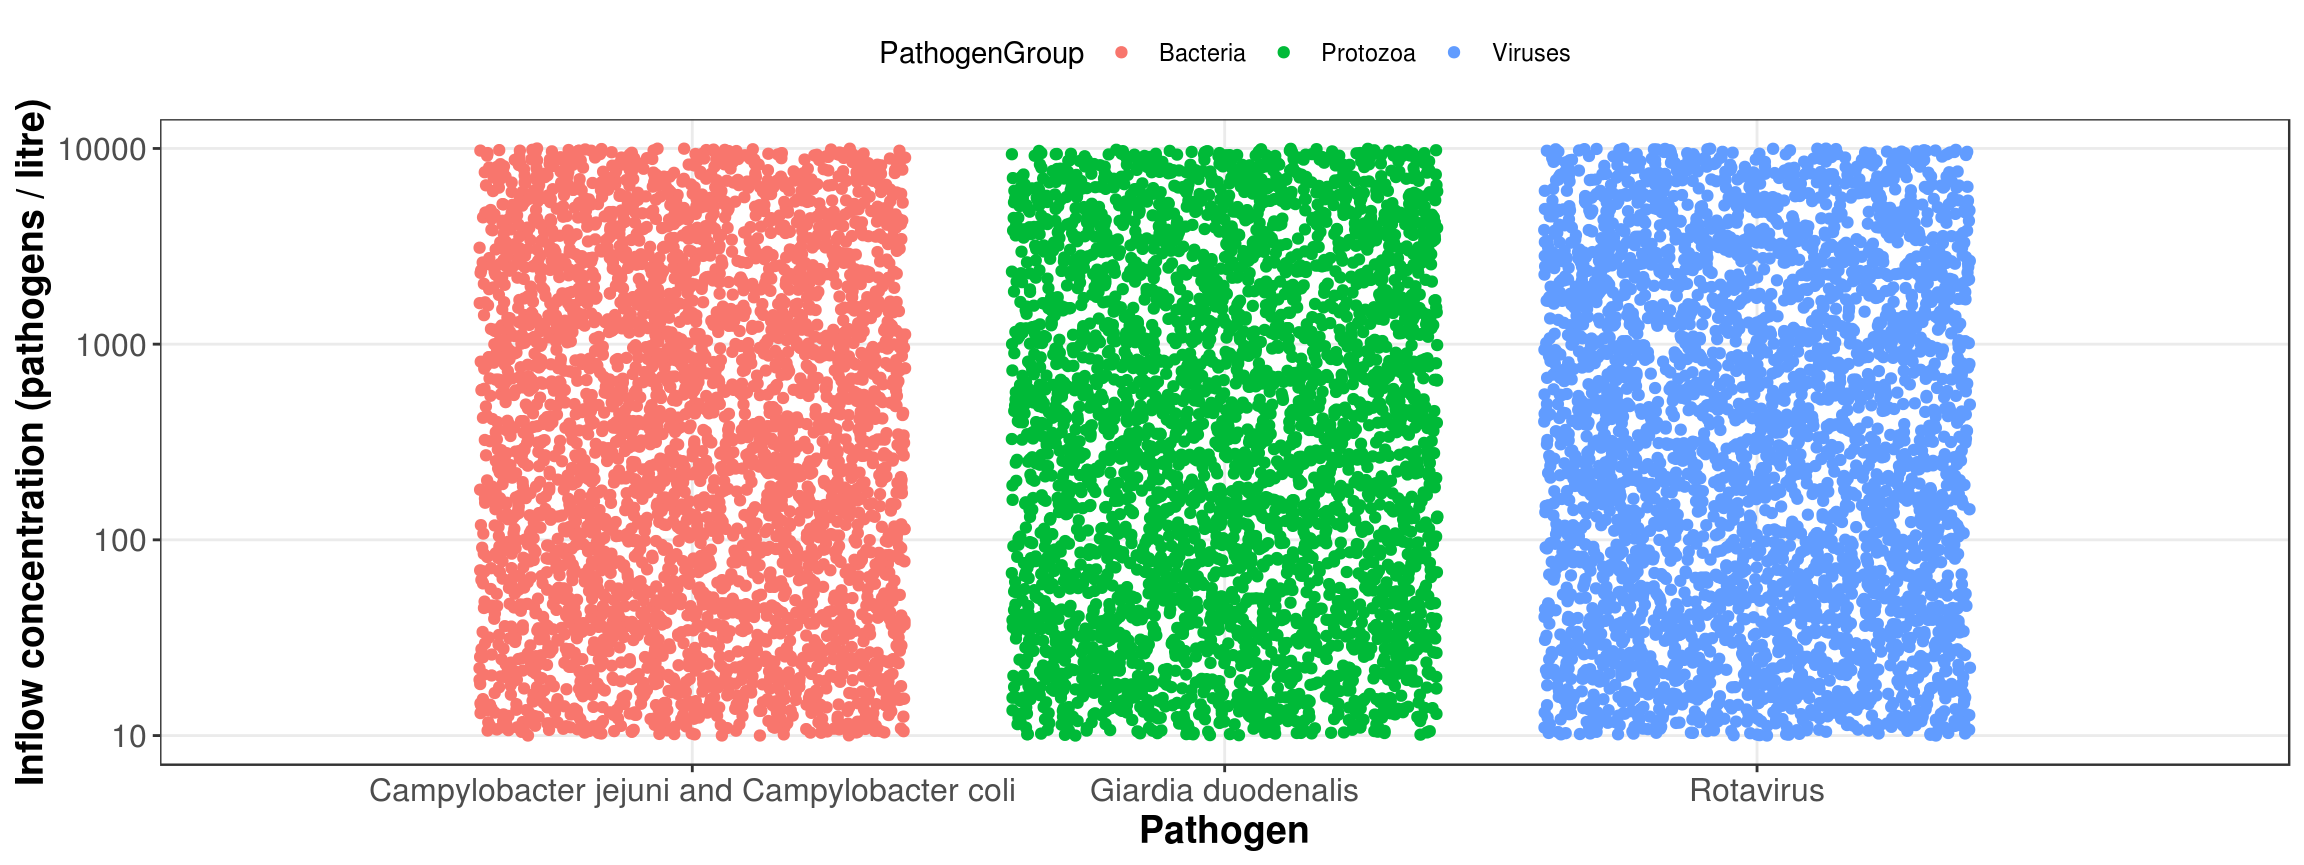 PathogenGroup Bacteria Protozoa Viruses
Inflow concentration (pathogens / litre)
10000
1000
100
10
Campylobacter jejuni and Campylobacter coli Giardia duodenalis Rotavirus
Pathogen